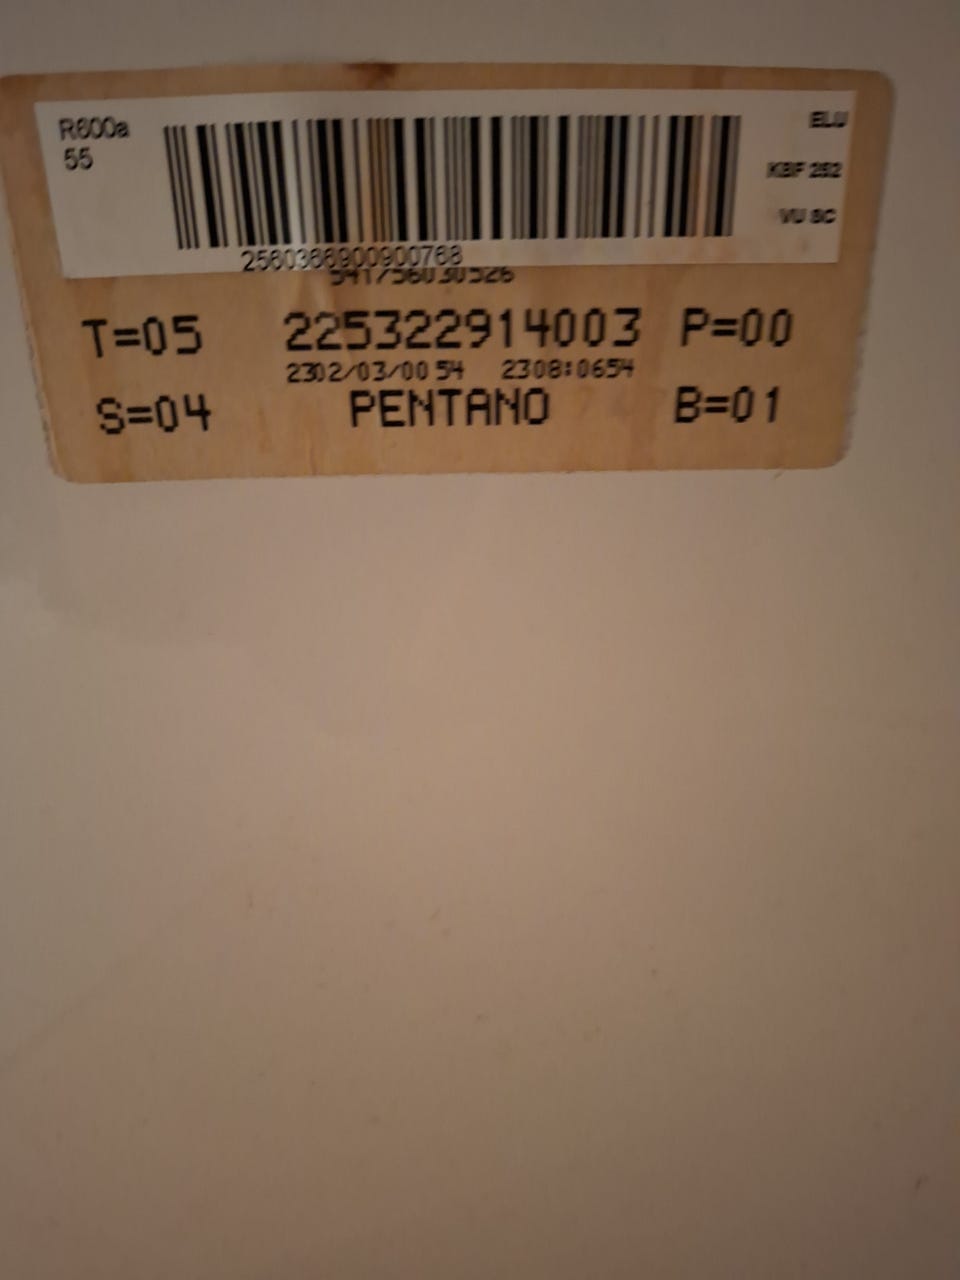 R600a
55
ELU
KBF 252
VU SC
2560366900900768
541756030526
T=05 225322914003 P=00
2302/03/00 54 2308:0654
S=04 PENTANO B=01